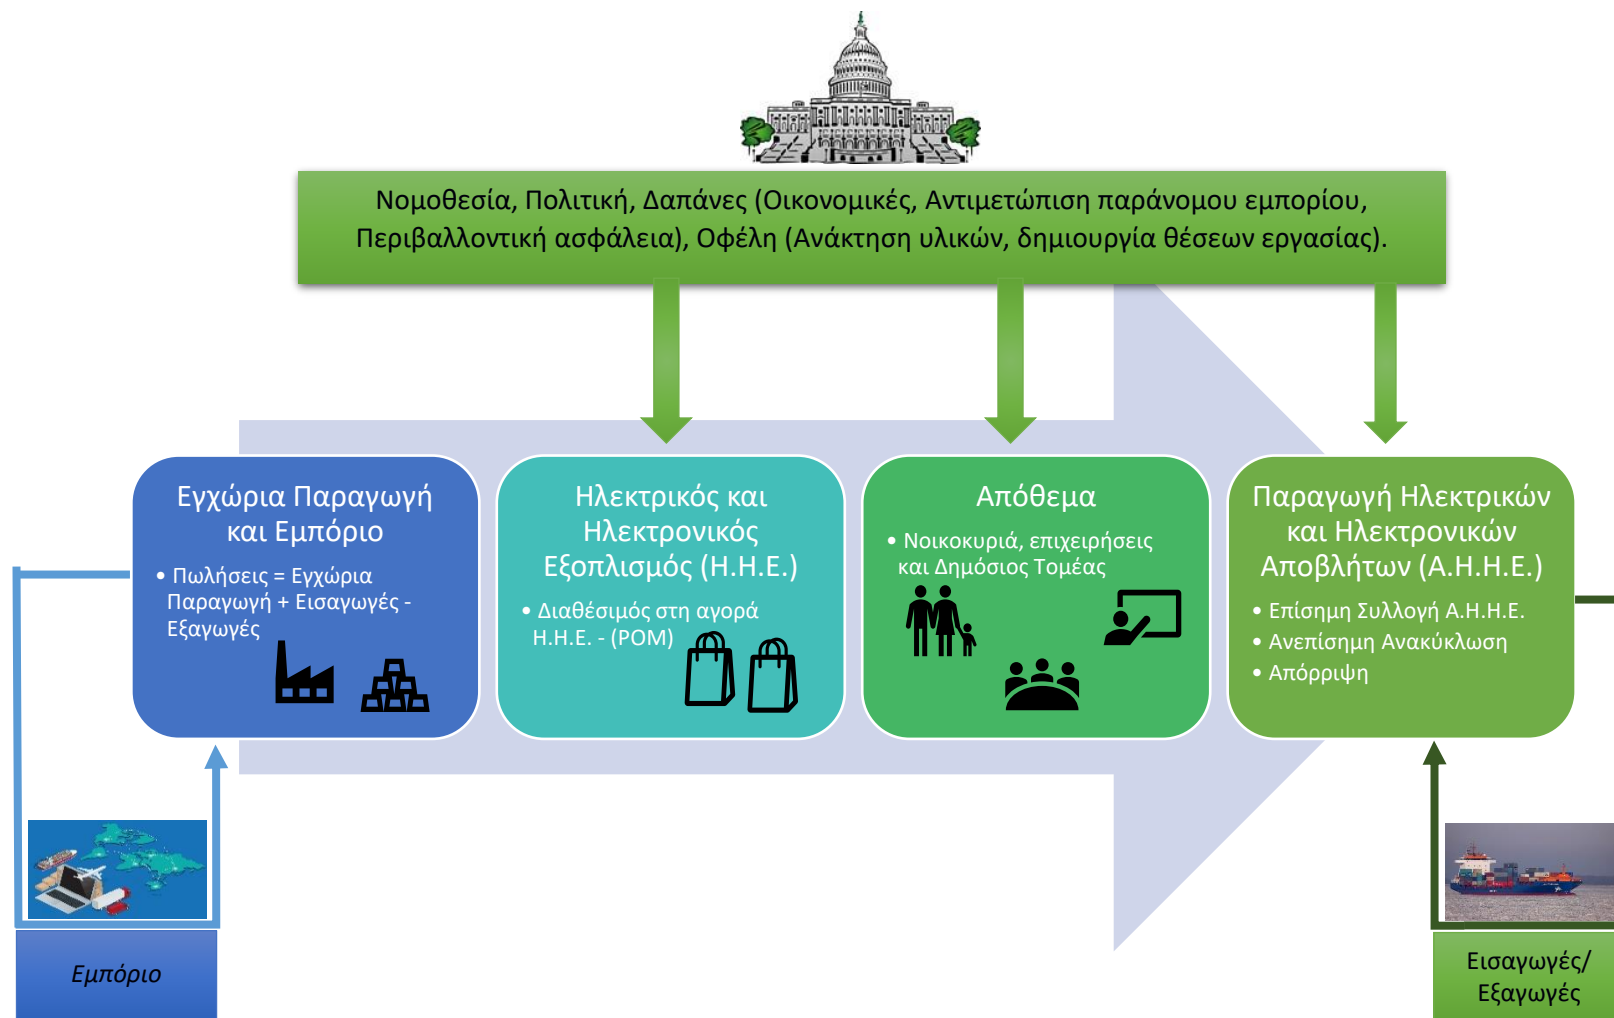 Νομοθεσία, Πολιτική, Δαπάνες (Οικονομικές, Αντιμετώπιση παράνομου εμπορίου,
Περιβαλλοντική ασφάλεια), Οφέλη (Ανάκτηση υλικών, δημιουργία θέσεων εργασίας).
Εγχώρια Παραγωγή
και Εμπόριο
• Πωλήσεις = Εγχώρια
Παραγωγή + Εισαγωγές -
Εξαγωγές
Ηλεκτρικός και
Ηλεκτρονικός
Εξοπλισμός (Η.Η.Ε.)
• Διαθέσιμός στη αγορά
Η.Η.Ε. - (POM)
Απόθεμα
• Νοικοκυριά, επιχειρήσεις
και Δημόσιος Τομέας
Παραγωγή Ηλεκτρικών
και Ηλεκτρονικών
Αποβλήτων (Α.Η.Η.Ε.)
• Επίσημη Συλλογή Α.Η.Η.Ε.
• Ανεπίσημη Ανακύκλωση
• Απόρριψη
Εμπόριο
Εισαγωγές/
Εξαγωγές